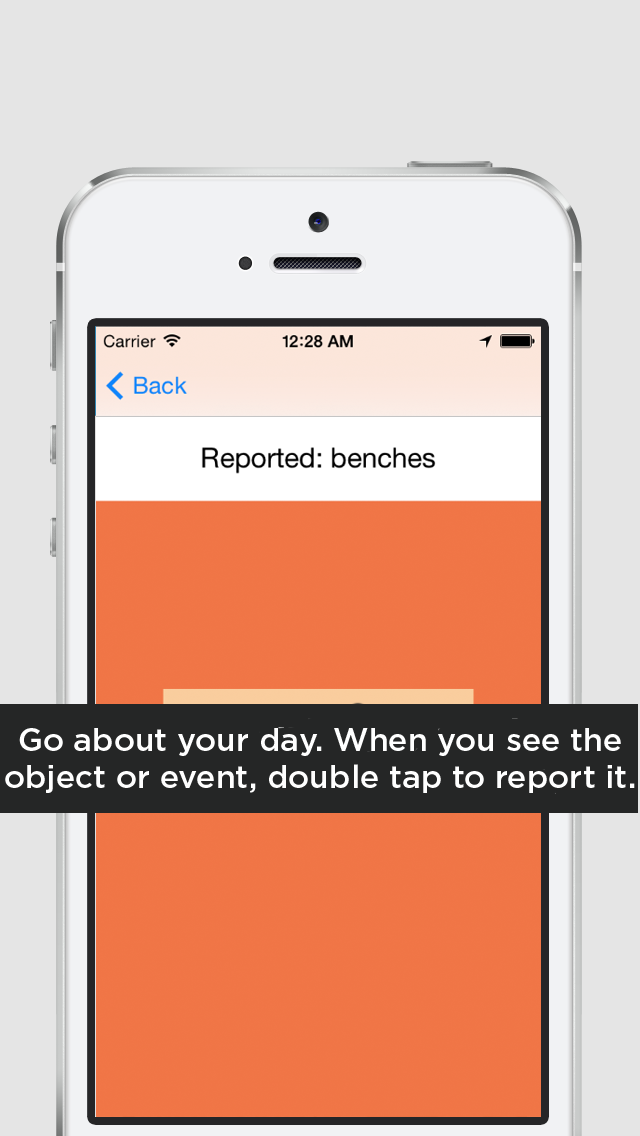 Carrier 12:28 AM
Back
Reported: benches
Go about your day. When you see the
object or event, double tap to report it.